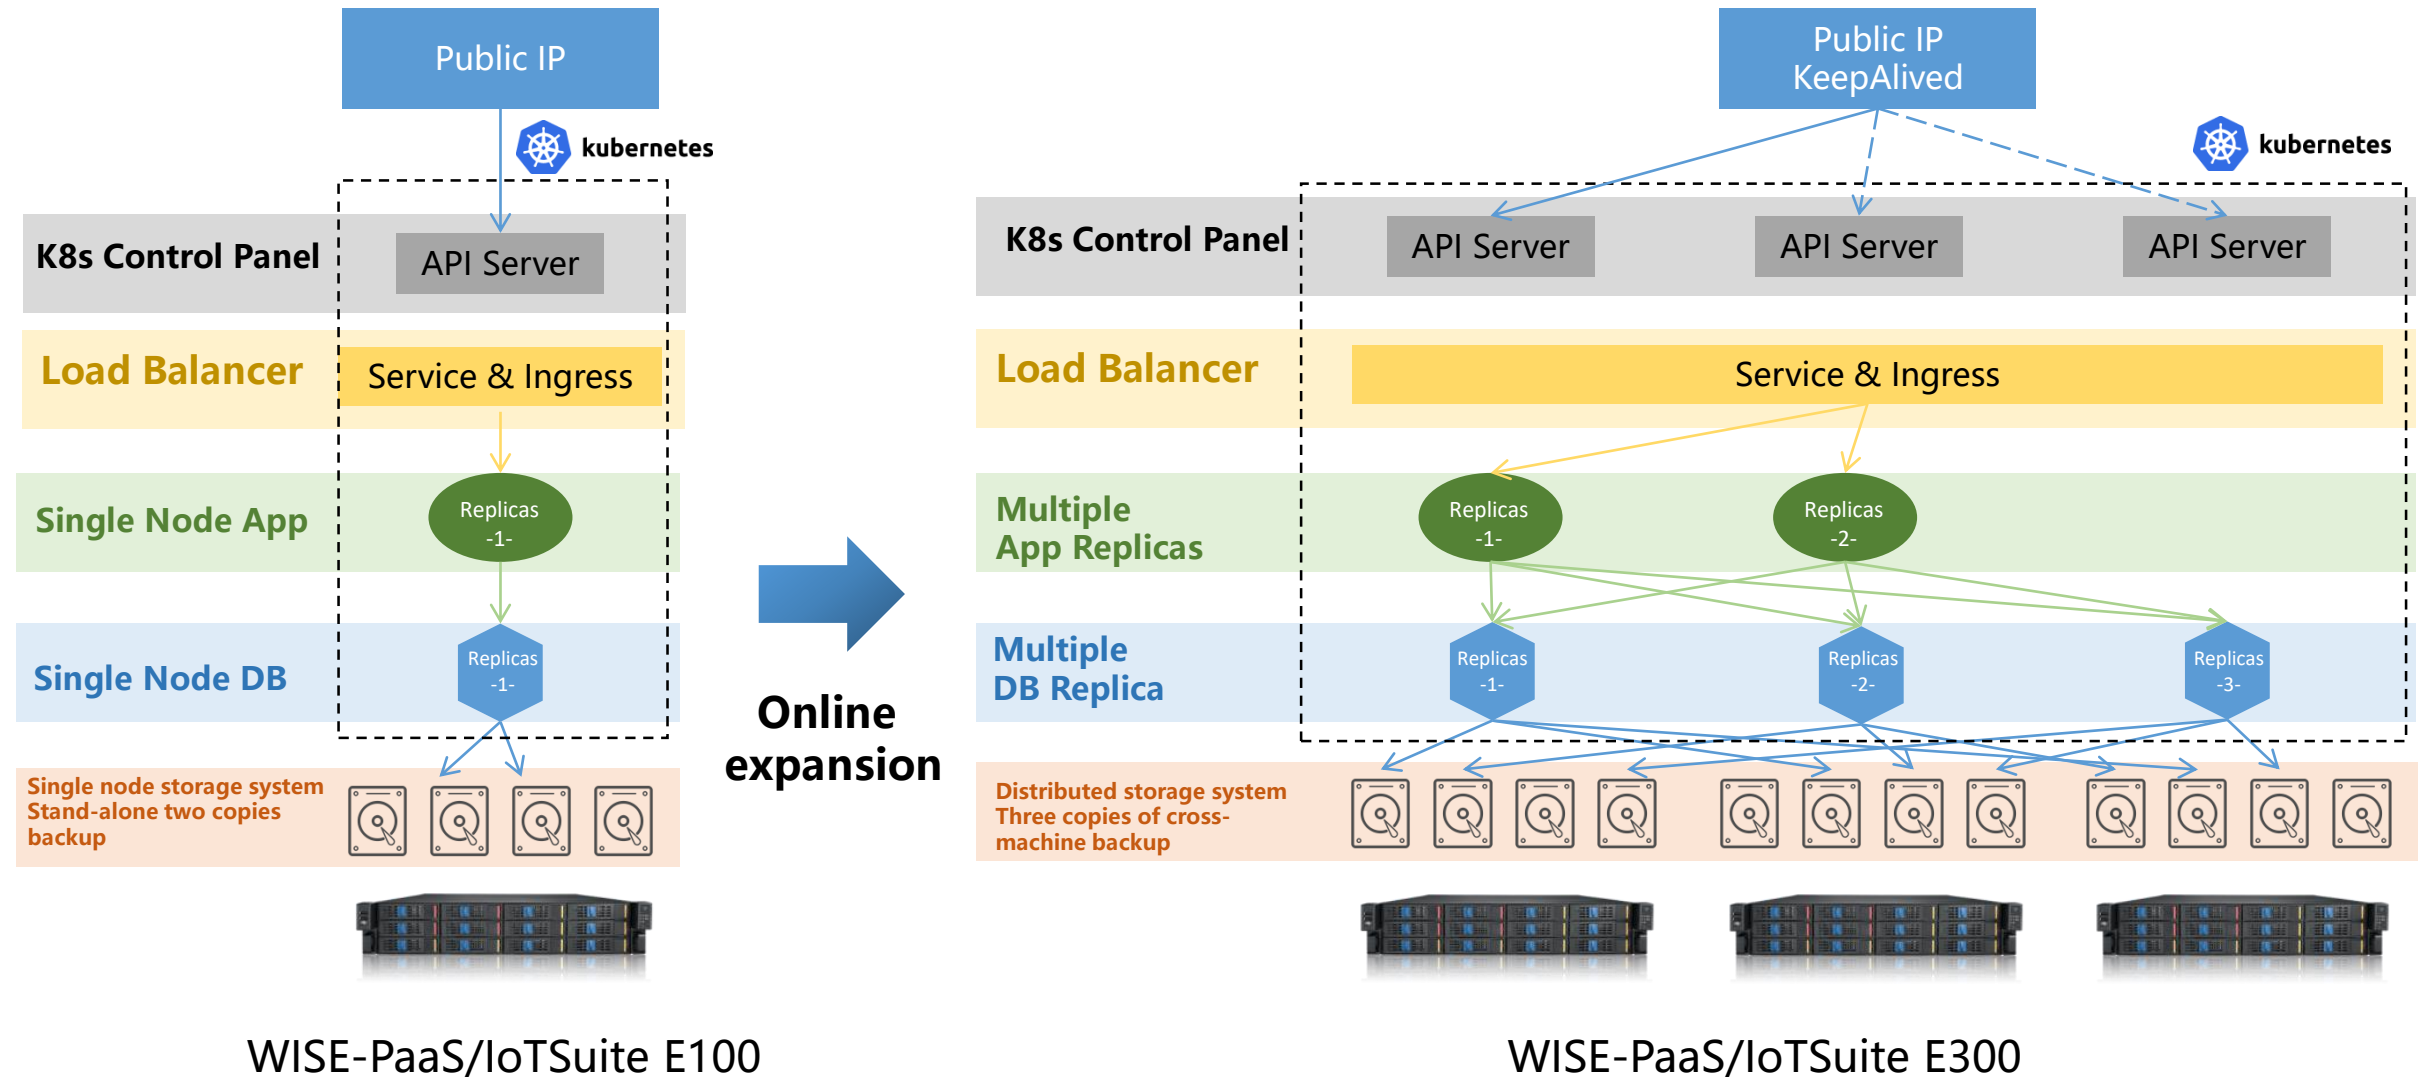 Public IP
kubernetes
K8s Control Panel
API Server
Load Balancer
Service & Ingress
Single Node App
Replicas
-1-
Single Node DB
Replicas
-1-
Single node storage system
Stand-alone two copies
backup
WISE-PaaS/IoTSuite E100
Online
expansion
Public IP
KeepAlived
kubernetes
K8s Control Panel
API Server
API Server
API Server
Load Balancer
Service & Ingress
Multiple
App Replicas
Replicas
-1-
Replicas
-2-
Multiple
DB Replica
Replicas
-1-
Replicas
-2-
Replicas
-3-
Distributed storage system
Three copies of cross-
machine backup
WISE-PaaS/IoTSuite E300